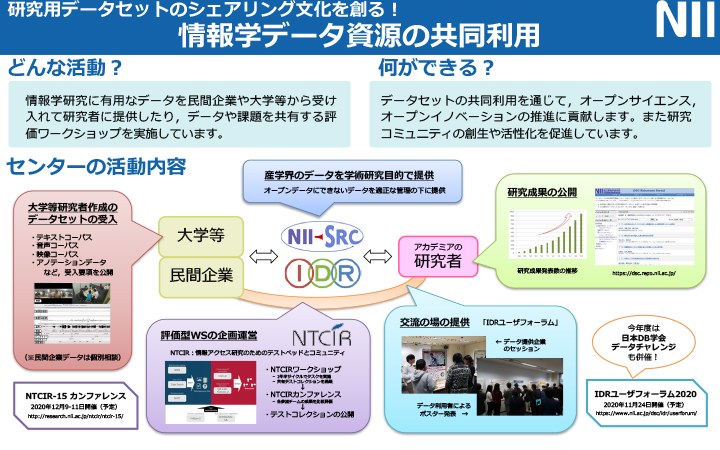 研究用データセットのシェアリング文化を創る！
情報学データ資源の共同利用
NII
どんな活動？
情報学研究に有用なデータを民間企業や大学等から受け
入れて研究者に提供したり，データや課題を共有する評
価ワークショップを実施しています。
何ができる？
データセットの共同利用を通じて，オープンサイエンス，
オープンイノベーションの推進に貢献します。また研究
コミュニティの創生や活性化を促進しています。
センターの活動内容
産学界のデータを学術研究目的で提供
オープンデータにできないデータを適正な管理の下に提供
大学等研究者作成の
データセットの受入
・テキストコーパス
・音声コーパス
・映像コーパス
・アノテーションデータ
など，受入要項を公開
（※民間企業データは個別相談）
大学等
民間企業
NII-SRC
IDR
アカデミアの
研究者
研究成果の公開
研究成果発表数の推移
https://dsc.repo.nii.ac.jp/
評価型WSの企画運営
NTCIR
NTCIR：情報アクセス研究のためのテストベッドとコミュニティ
・NTCIRワークショップ
・NTCIRカンファレンス
↓
・テストコレクションの公開
交流の場の提供 「IDRユーザフォーラム」
← データ提供企業
のセッション
データ利用者による
ポスター発表 →
今年度は
日本DB学会
データチャレンジ
も併催！
NTCIR-15 カンファレンス
2020年12月9-11日開催（予定）
http://research.nii.ac.jp/ntcir/ntcir-15/
IDRユーザフォーラム2020
2020年11月24日開催（予定）
https://www.nii.ac.jp/dsc/idr/userforum/